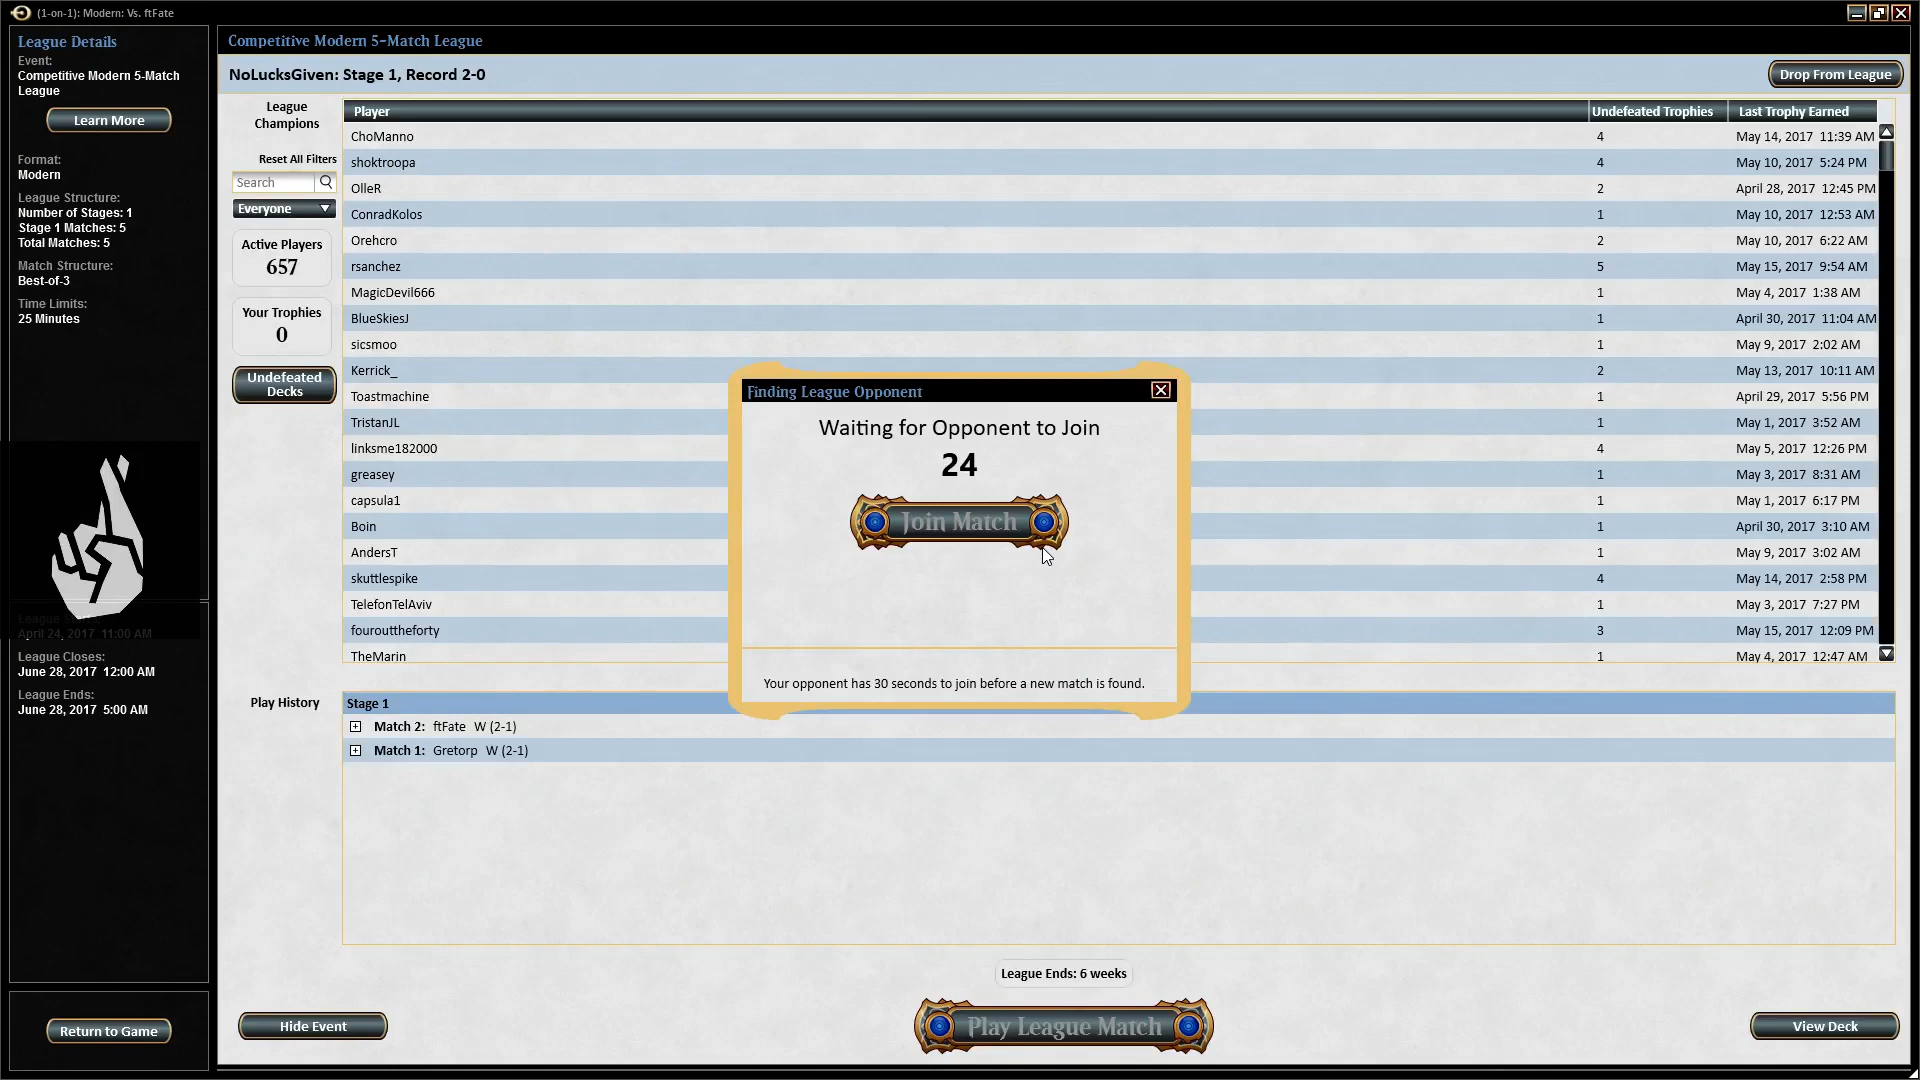 (1-on-1): Modern: Vs. ftFate
League Details
Event:
Competitive Modern 5-Match
League
Learn More
Format:
Modern
League Structure:
Number of Stages: 1
Stage 1 Matches: 5
Total Matches: 5
Match Structure:
Best-of-3
Time Limits:
25 Minutes
April 24, 2017 11:00 AM
League Closes:
June 28, 2017 12:00 AM
League Ends:
June 28, 2017 5:00 AM
Return to Game
Competitive Modern 5-Match League
NoLucksGiven: Stage 1, Record 2-0
Drop From League
League
Champions
Reset All Filters
Search
Everyone
Active Players
657
Your Trophies
0
Undefeated
Decks
Player Undefeated Trophies Last Trophy Earned
ChoManno 4 May 14, 2017 11:39 AM
shoktroopa 4 May 10, 2017 5:24 PM
OlleR 2 April 28, 2017 12:45 PM
ConradKolos 1 May 10, 2017 12:53 AM
Orehcro 2 May 10, 2017 6:22 AM
rsanchez 5 May 15, 2017 9:54 AM
MagicDevil666 1 May 4, 2017 1:38 AM
BlueSkiesJ 1 April 30, 2017 11:04 AM
sicsmoo 1 May 9, 2017 2:02 AM
Kerrick_ 2 May 13, 2017 10:11 AM
Toastmachine 1 April 29, 2017 5:56 PM
TristanJL 1 May 1, 2017 3:52 AM
linksme182000 4 May 5, 2017 12:26 PM
greasey 1 May 3, 2017 8:31 AM
capsula1 1 May 1, 2017 6:17 PM
Boin 1 April 30, 2017 3:10 AM
AndersT 1 May 9, 2017 3:02 AM
skuttlespike 4 May 14, 2017 2:58 PM
TelefonTelAviv 1 May 3, 2017 7:27 PM
fourouttheforty 3 May 15, 2017 12:09 PM
TheMarin 1 May 4, 2017 12:47 AM
Finding League Opponent
Waiting for Opponent to Join
24
Join Match
Your opponent has 30 seconds to join before a new match is found.
Play History
Stage 1
Match 2: ftFate W (2-1)
Match 1: Gretorp W (2-1)
League Ends: 6 weeks
Hide Event
Play League Match
View Deck